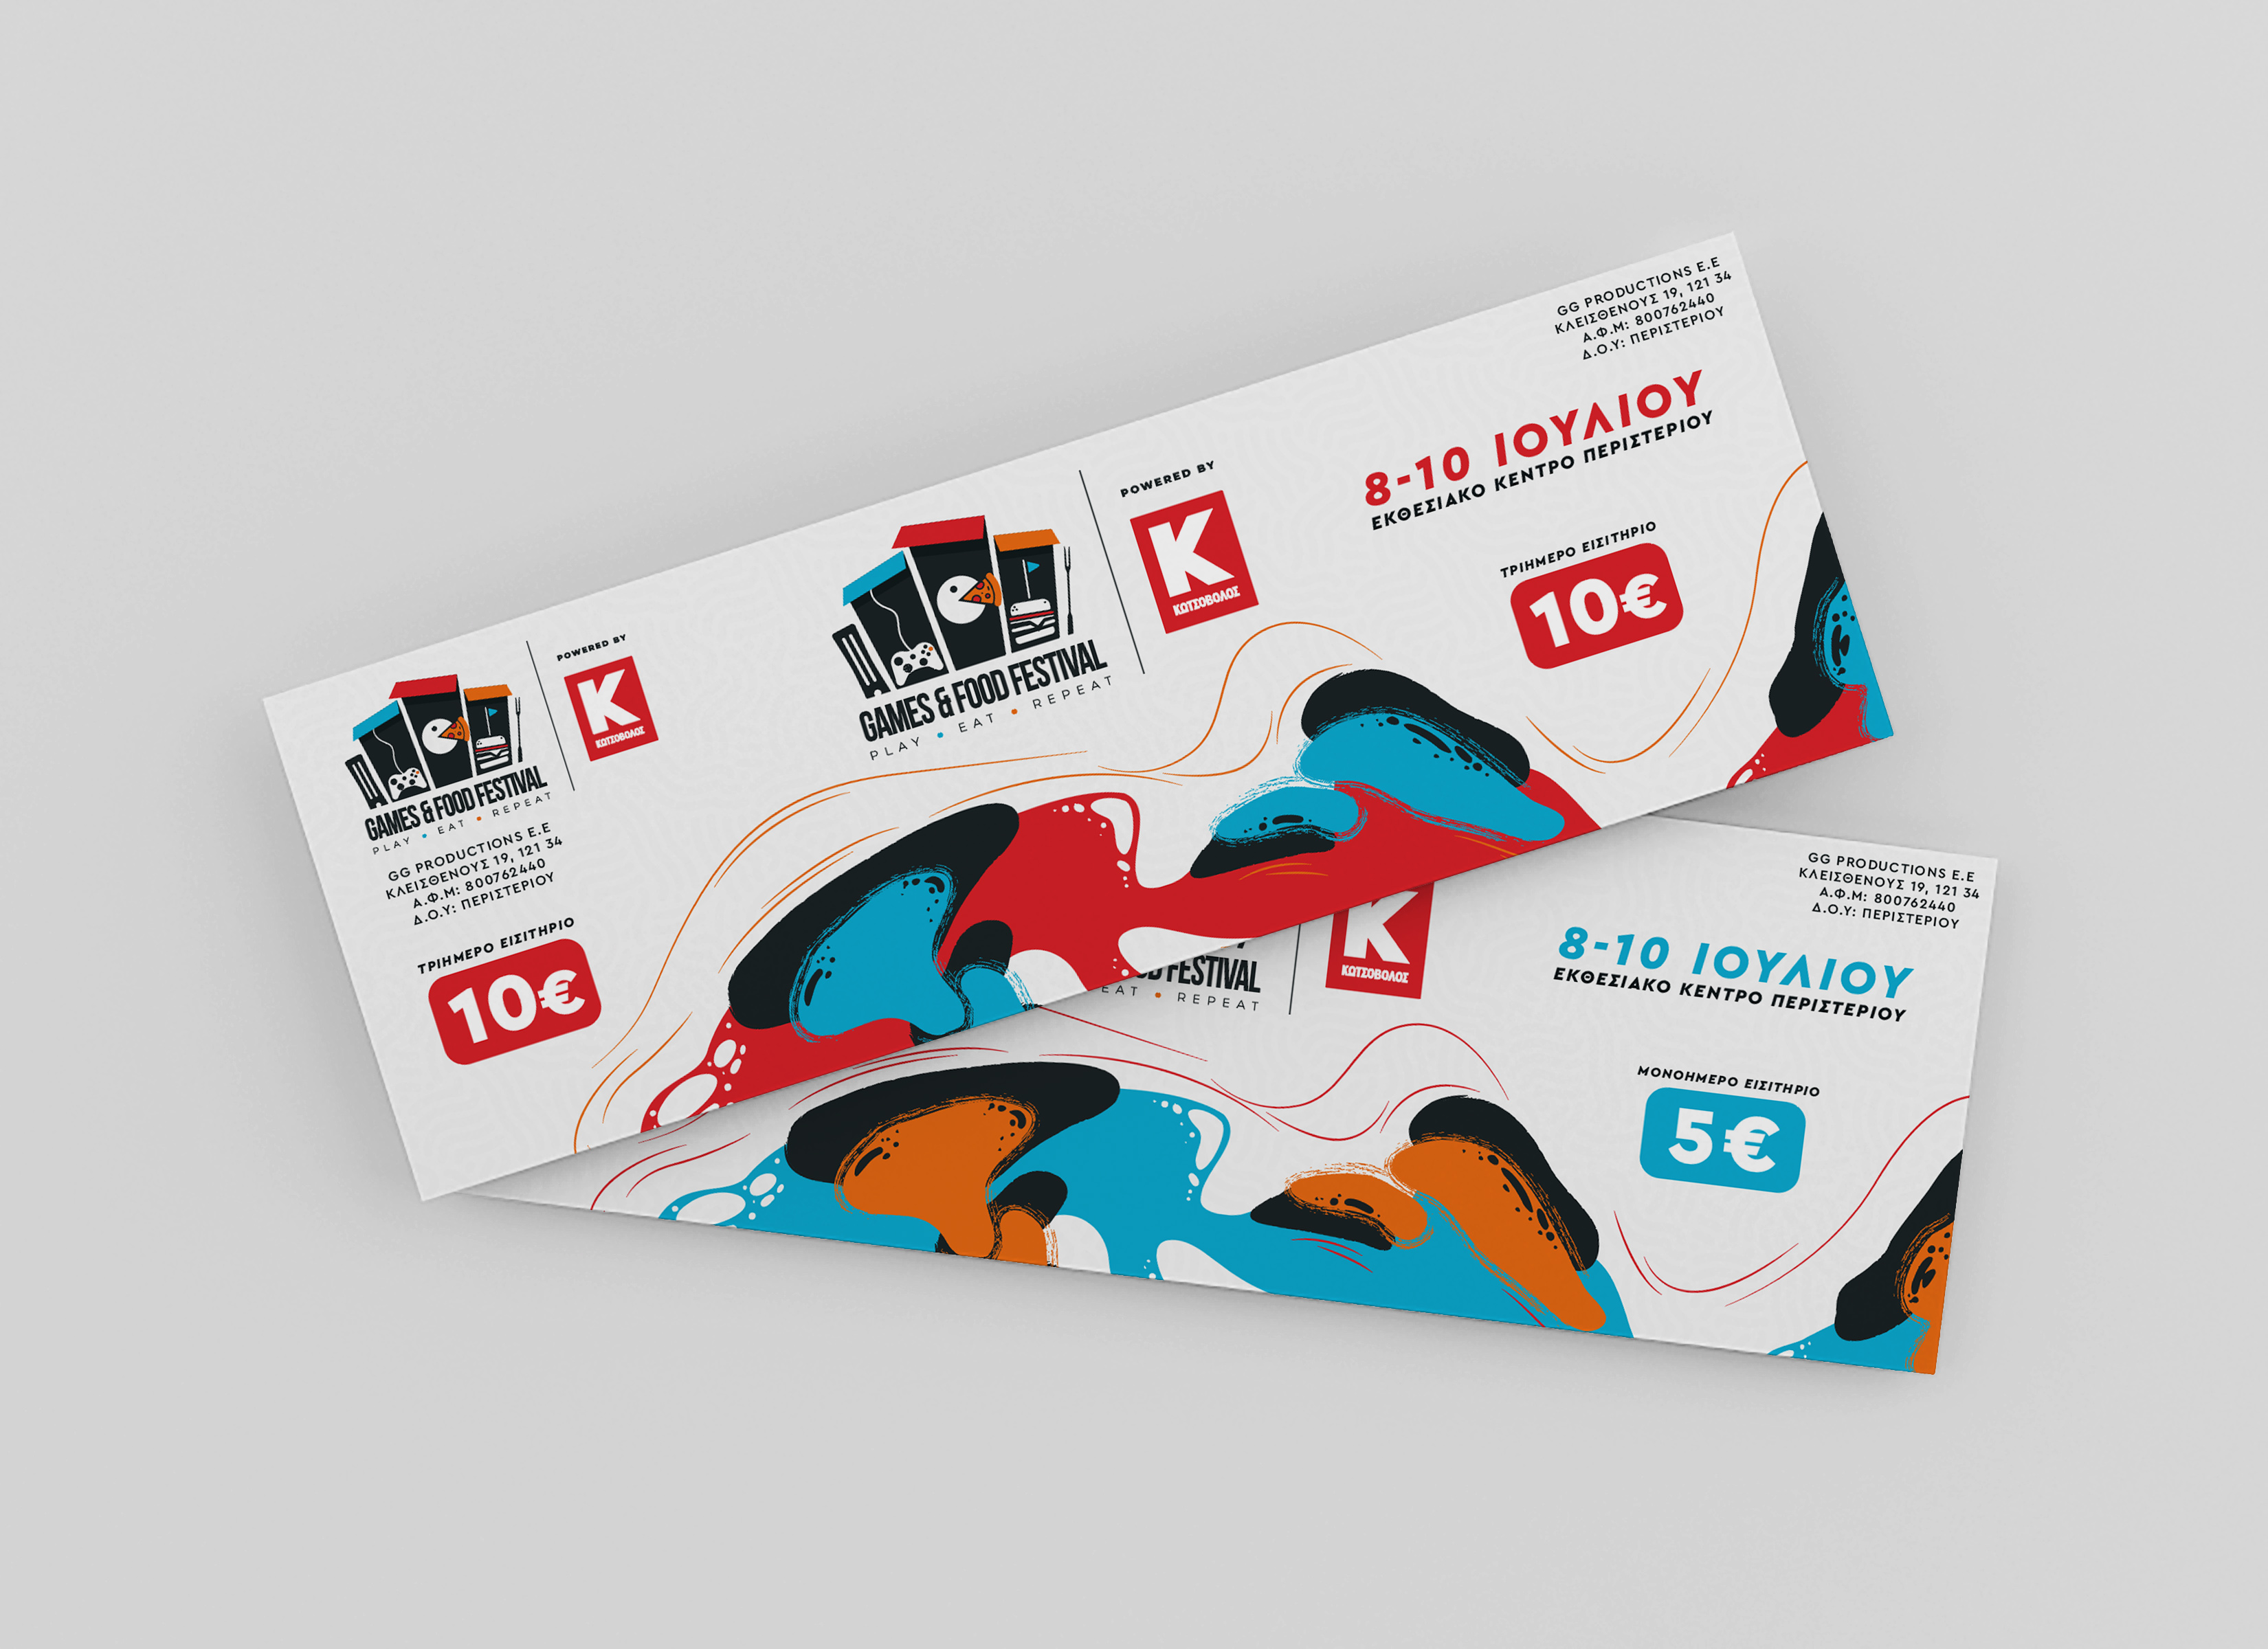 GAMES & FOOD FESTIVAL
PLAY • EAT • REPEAT
POWERED BY
K
ΚΩΤΣΟΒΟΛΟΣ
GG PRODUCTIONS E.E
ΚΛΕΙΣΘΕΝΟΥΣ 19, 121 34
Α.Φ.Μ: 800762440
Δ.Ο.Υ: ΠΕΡΙΣΤΕΡΙΟΥ
ΤΡΙΗΜΕΡΟ ΕΙΣΙΤΗΡΙΟ
10€
GAMES & FOOD FESTIVAL
PLAY • EAT • REPEAT
POWERED BY
K
ΚΩΤΣΟΒΟΛΟΣ
GG PRODUCTIONS E.E
ΚΛΕΙΣΘΕΝΟΥΣ 19, 121 34
Α.Φ.Μ: 800762440
Δ.Ο.Υ: ΠΕΡΙΣΤΕΡΙΟΥ
8-10 ΙΟΥΛΙΟΥ
ΕΚΘΕΣΙΑΚΟ ΚΕΝΤΡΟ ΠΕΡΙΣΤΕΡΙΟΥ
ΤΡΙΗΜΕΡΟ ΕΙΣΙΤΗΡΙΟ
10€
FESTIVAL
EAT • REPEAT
K
ΚΩΤΣΟΒΟΛΟΣ
GG PRODUCTIONS E.E
ΚΛΕΙΣΘΕΝΟΥΣ 19, 121 34
Α.Φ.Μ: 800762440
Δ.Ο.Υ: ΠΕΡΙΣΤΕΡΙΟΥ
8-10 ΙΟΥΛΙΟΥ
ΕΚΘΕΣΙΑΚΟ ΚΕΝΤΡΟ ΠΕΡΙΣΤΕΡΙΟΥ
ΜΟΝΟΗΜΕΡΟ ΕΙΣΙΤΗΡΙΟ
5€